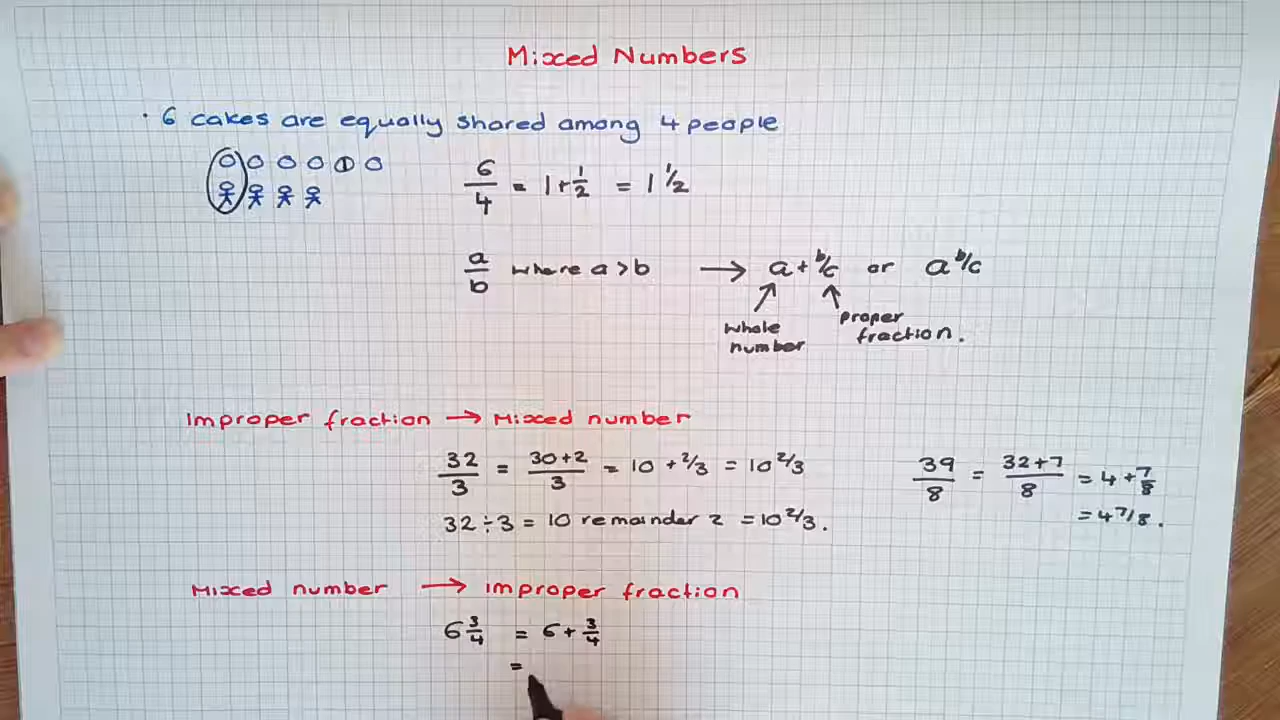 Mixed Numbers
· 6 cakes are equally shared among 4 people
6/4 = 1+1/2 = 1 1/2
a/b where a > b → a + b/c or a b/c
whole number
proper fraction.
Improper fraction → Mixed number
32/3 = 30+2/3 = 10 + 2/3 = 10 2/3
32 ÷ 3 = 10 remainder 2 = 10 2/3.
39/8 = 32+7/8 = 4 + 7/8
= 4 7/8.
Mixed number → improper fraction
6 3/4 = 6 + 3/4
=